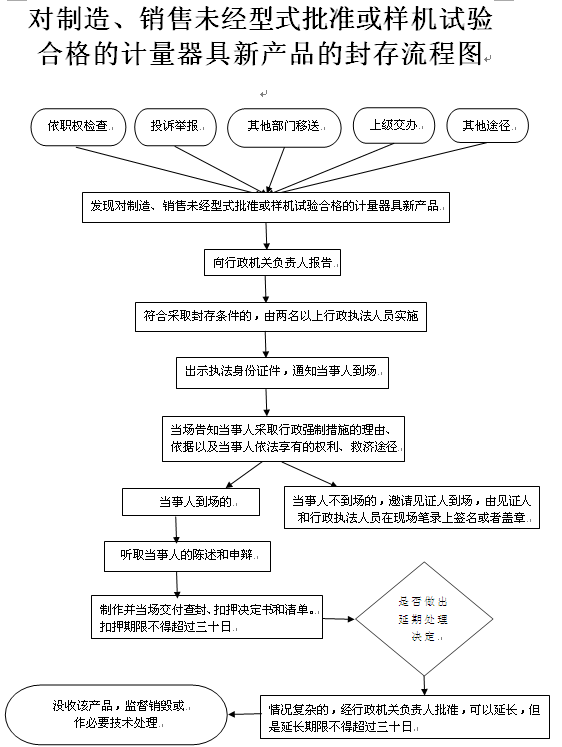 对制造、销售未经型式批准或样机试验
合格的计量器具新产品的封存流程图
依职权检查
投诉举报
其他部门移送
上级交办
其他途径
发现对制造、销售未经型式批准或样机试验合格的计量器具新产品
向行政机关负责人报告
符合采取封存条件的，由两名以上行政执法人员实施
出示执法身份证件，通知当事人到场
当场告知当事人采取行政强制措施的理由、
依据以及当事人依法享有的权利、救济途径
当事人到场的
当事人不到场的，邀请见证人到场，由见证人
和行政执法人员在现场笔录上签名或者盖章
听取当事人的陈述和申辩
制作并当场交付查封、扣押决定书和清单。
扣押期限不得超过三十日
是否做出
延期处理
决定
情况复杂的，经行政机关负责人批准，可以延长，但
是延长期限不得超过三十日
没收该产品，监督销毁或
作必要技术处理